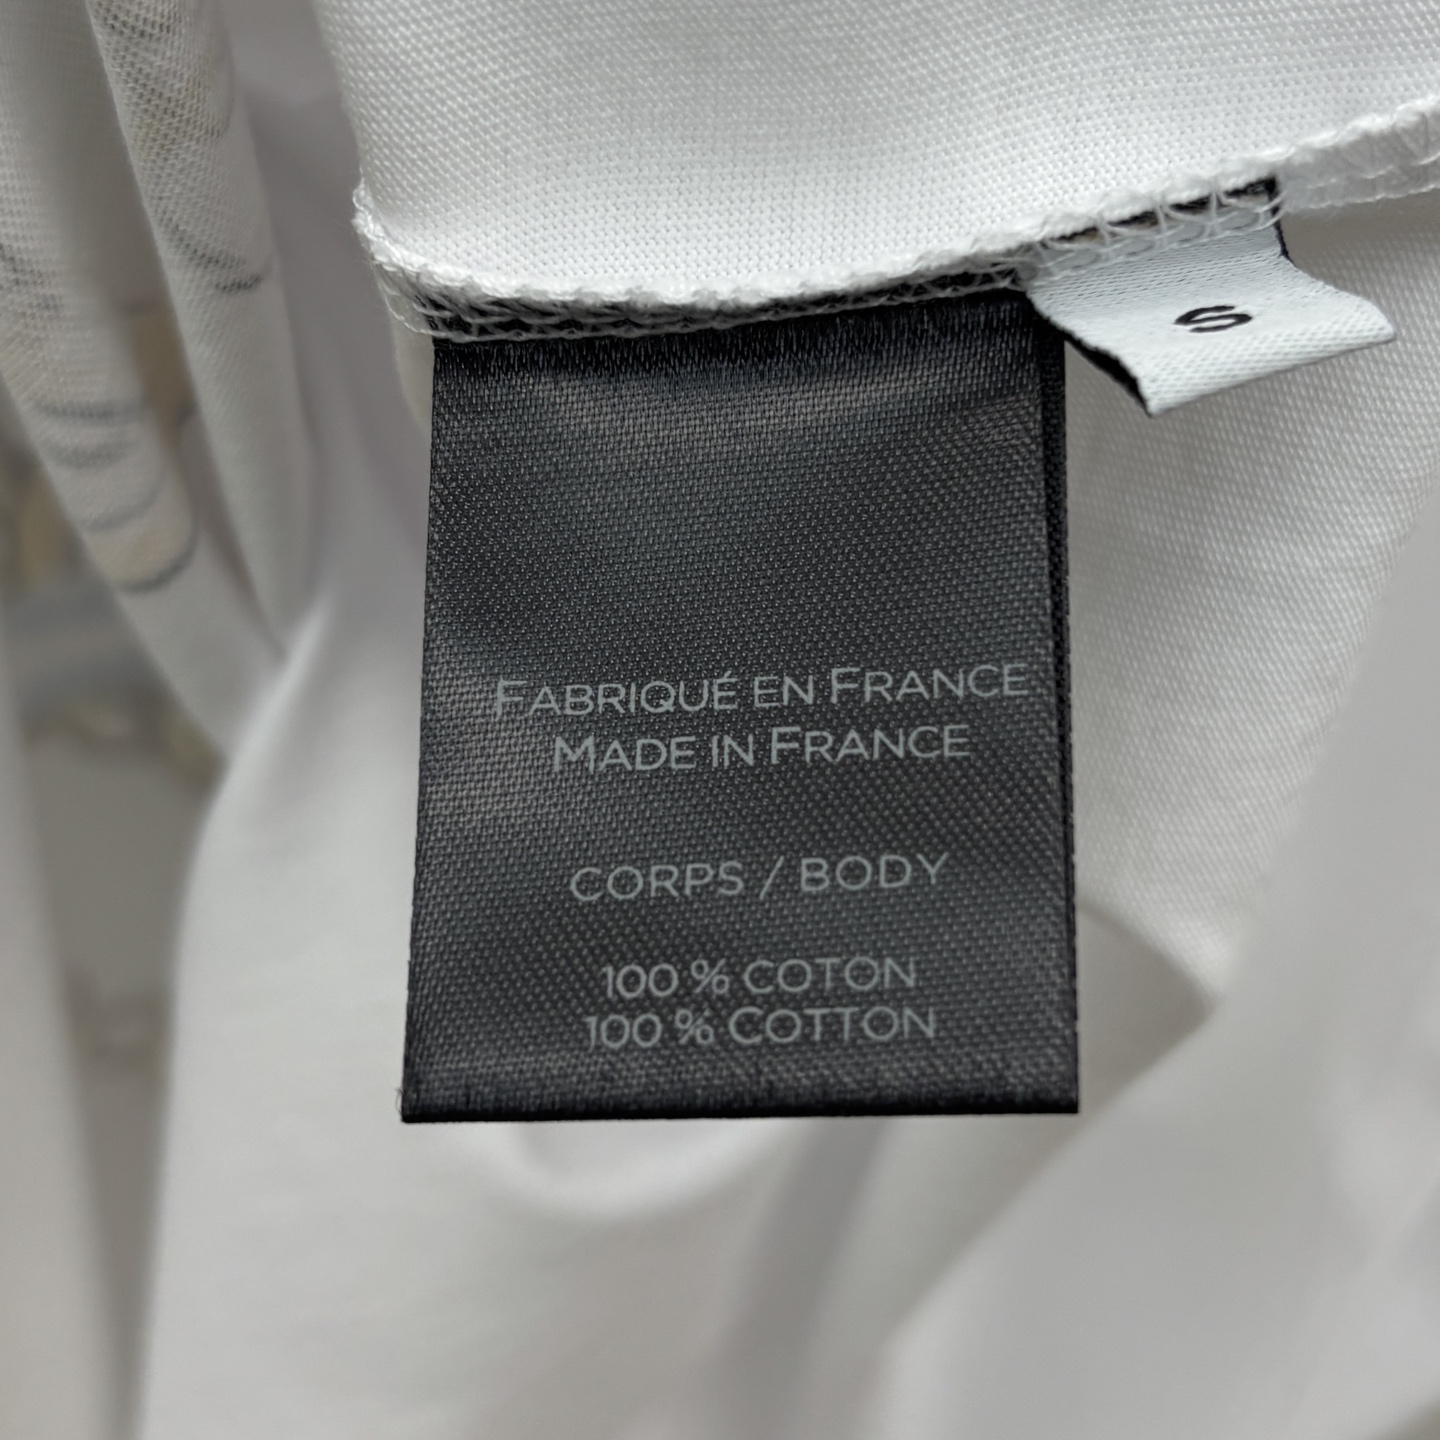 S
FABRIQUÉ EN FRANCE
MADE IN FRANCE
CORPS / BODY
100 % COTON
100 % COTTON